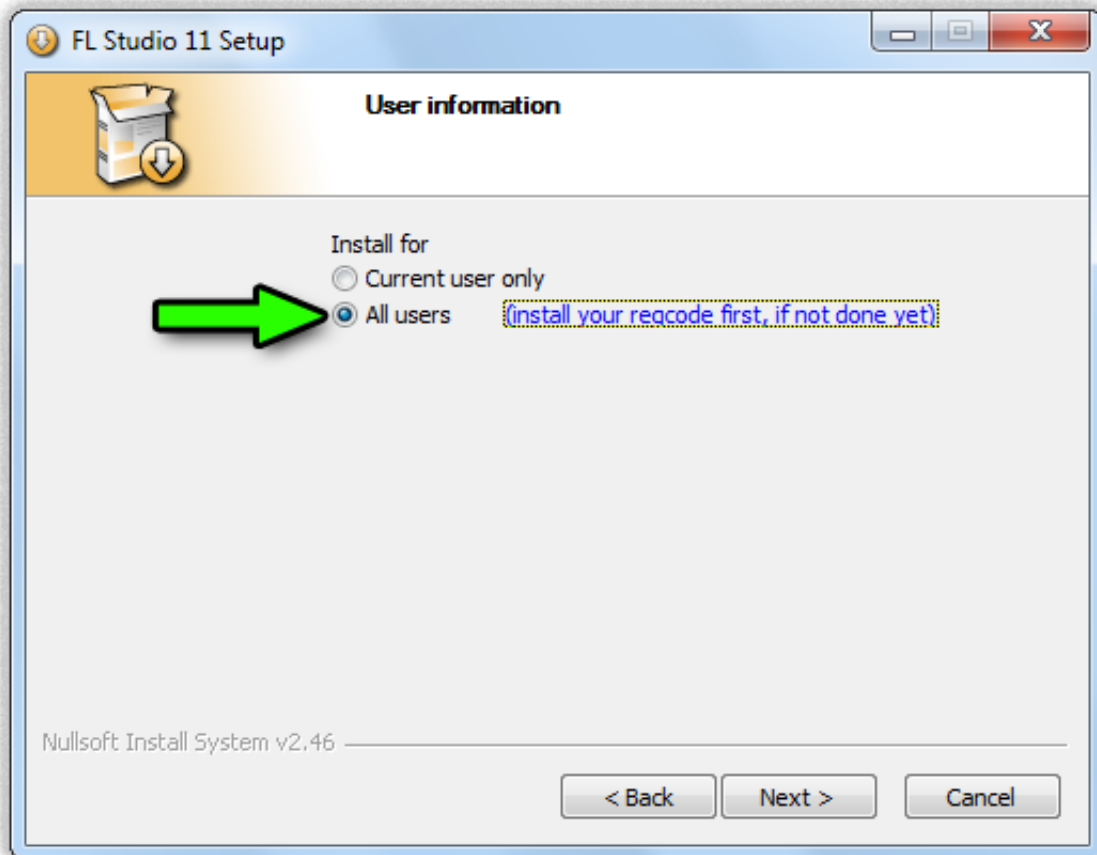 FL Studio 11 Setup
User information
Install for
Current user only
All users (install your regcode first, if not done yet)
Nullsoft Install System v2.46
< Back Next > Cancel